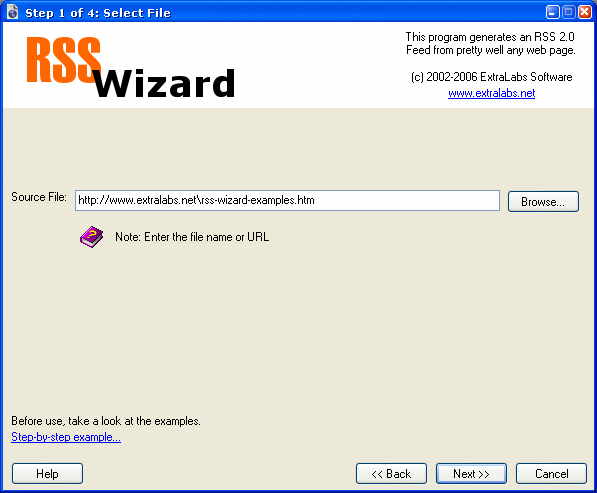 Step 1 of 4: Select File
RSS
Wizard
This program generates an RSS 2.0
Feed from pretty well any web page.
(c) 2002-2006 ExtraLabs Software
www.extralabs.net
Source File:
http://www.extralabs.net\rss-wizard-examples.htm
Browse...
Note: Enter the file name or URL
Before use, take a look at the examples.
Step-by-step example...
Help
<< Back
Next >>
Cancel